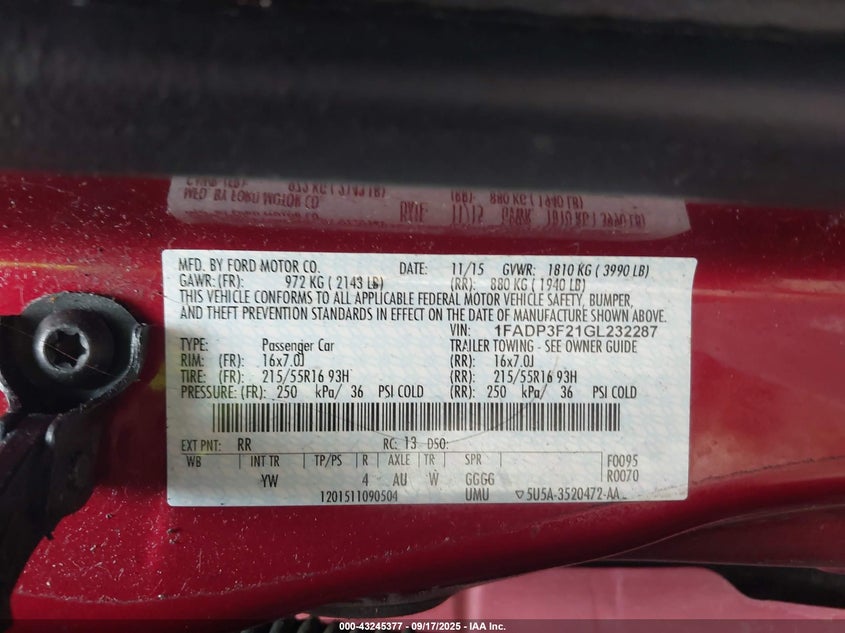 MFD. BY FORD MOTOR CO. DATE: 11/15 GVWR: 1810 KG ( 3990 LB)
GAWR: (FR): 972 KG ( 2143 LB) (RR): 880 KG ( 1940 LB)
THIS VEHICLE CONFORMS TO ALL APPLICABLE FEDERAL MOTOR VEHICLE SAFETY, BUMPER,
AND THEFT PREVENTION STANDARDS IN EFFECT ON THE DATE OF MANUFACTURE SHOWN ABOVE.
VIN: 1FADP3F21GL232287
TYPE: Passenger Car TRAILER TOWING - SEE OWNER GUIDE
RIM: (FR): 16x7.0J (RR): 16x7.0J
TIRE: (FR): 215/55R16 93H (RR): 215/55R16 93H
PRESSURE: (FR): 250 kPa/ 36 PSI COLD (RR): 250 kPa/ 36 PSI COLD
EXT PNT: RR RC: 13 DSO:
WB INT TR TP/PS R AXLE TR SPR F0095
YW 4 AU W GGGG R0070
1201511090504 UMU ▽5U5A-3520472-AA
000-43245377 - 09/17/2025 - IAA Inc.